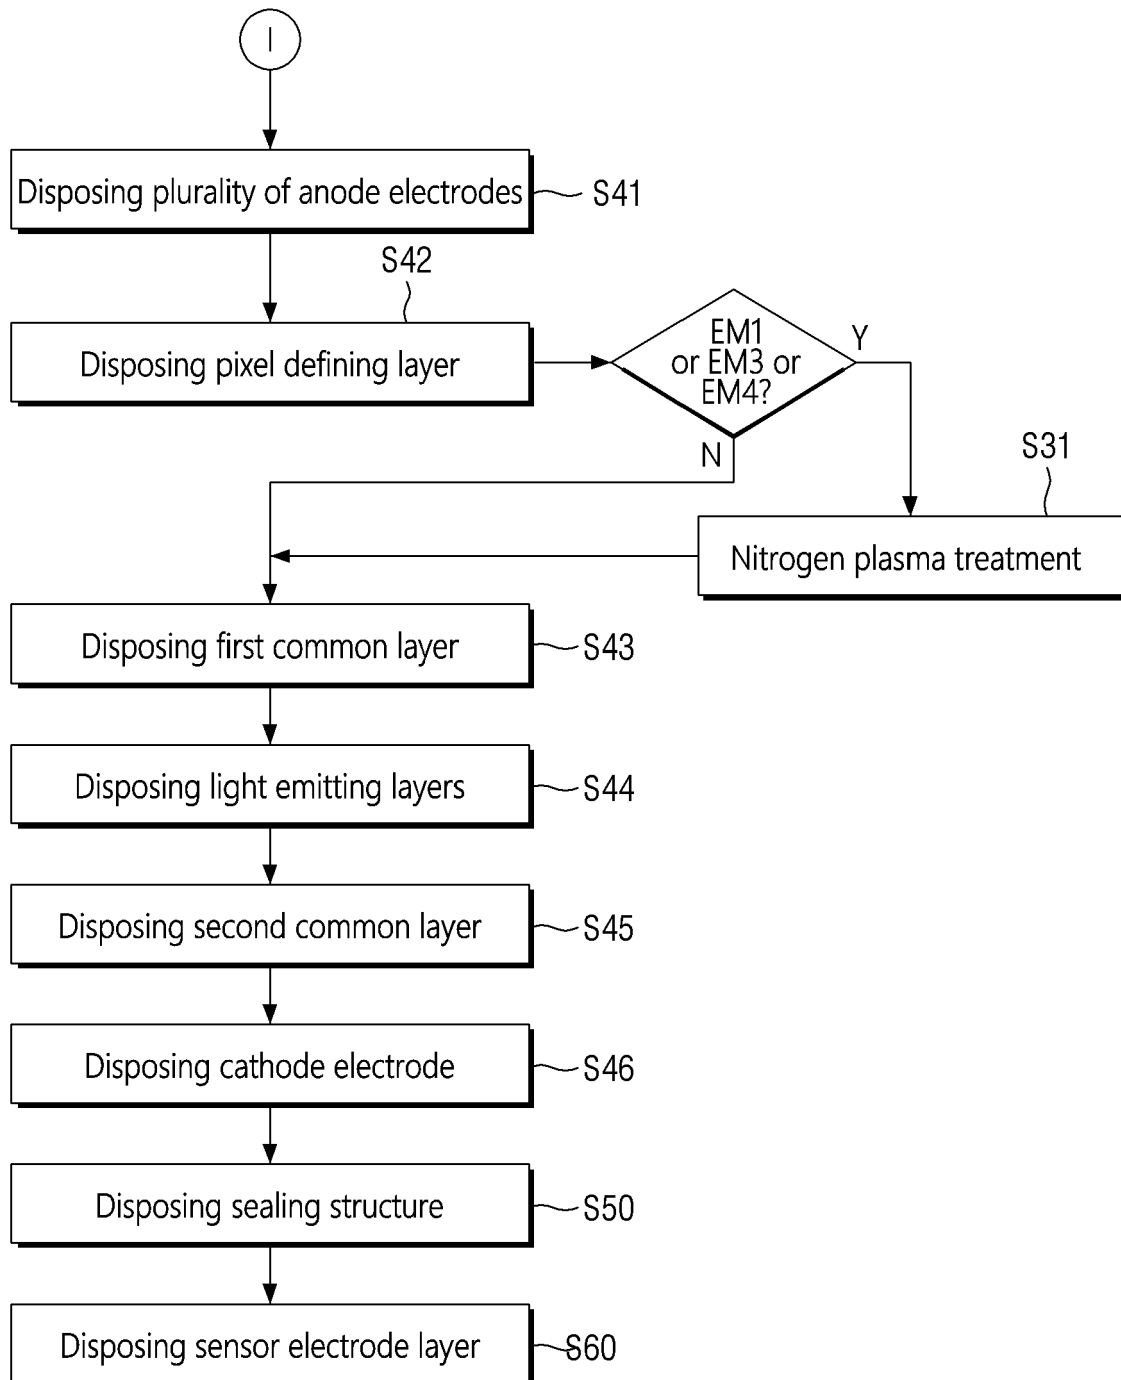 I
Disposing plurality of anode electrodes
S41
S42
Disposing pixel defining layer
EM1
or EM3 or
EM4?
Y
N
S31
Nitrogen plasma treatment
Disposing first common layer
S43
Disposing light emitting layers
S44
Disposing second common layer
S45
Disposing cathode electrode
S46
Disposing sealing structure
S50
Disposing sensor electrode layer
S60